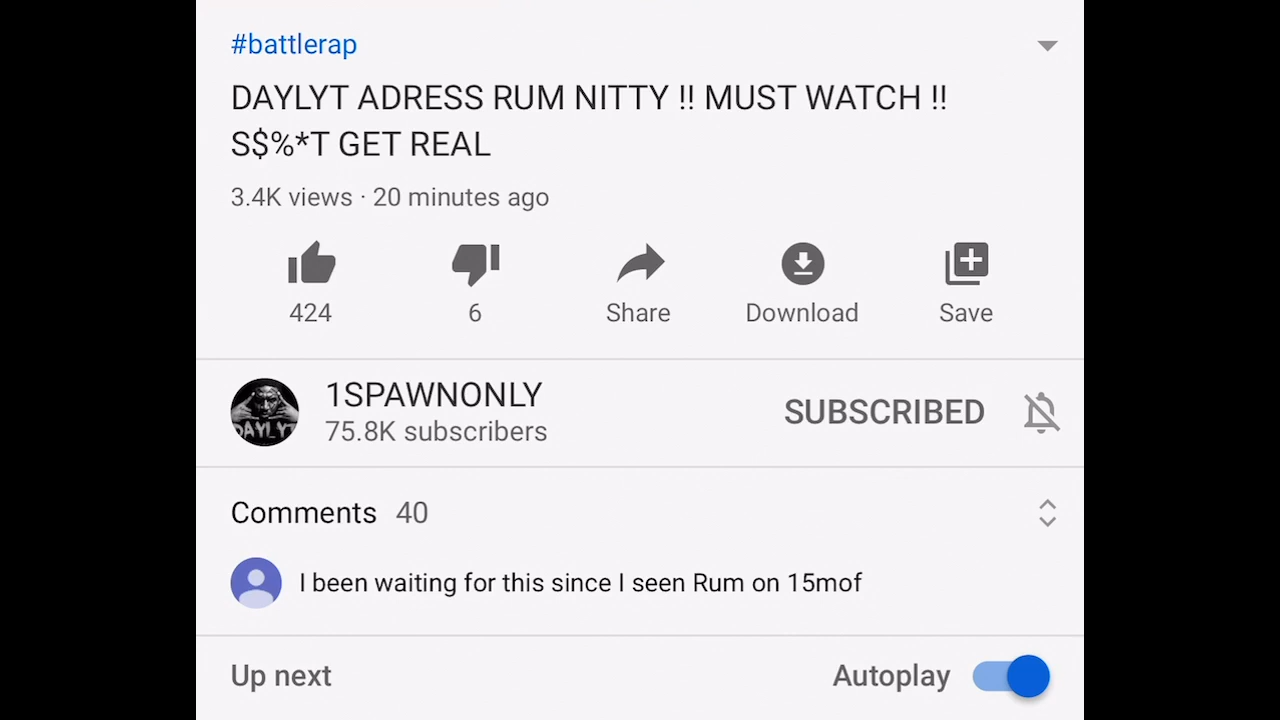 #battlerap
DAYLYT ADRESS RUM NITTY !! MUST WATCH !!
S$%*T GET REAL
3.4K views · 20 minutes ago
424
6
Share
Download
Save
DAYLYT
1SPAWNONLY
75.8K subscribers
SUBSCRIBED
Comments 40
I been waiting for this since I seen Rum on 15mof
Up next
Autoplay